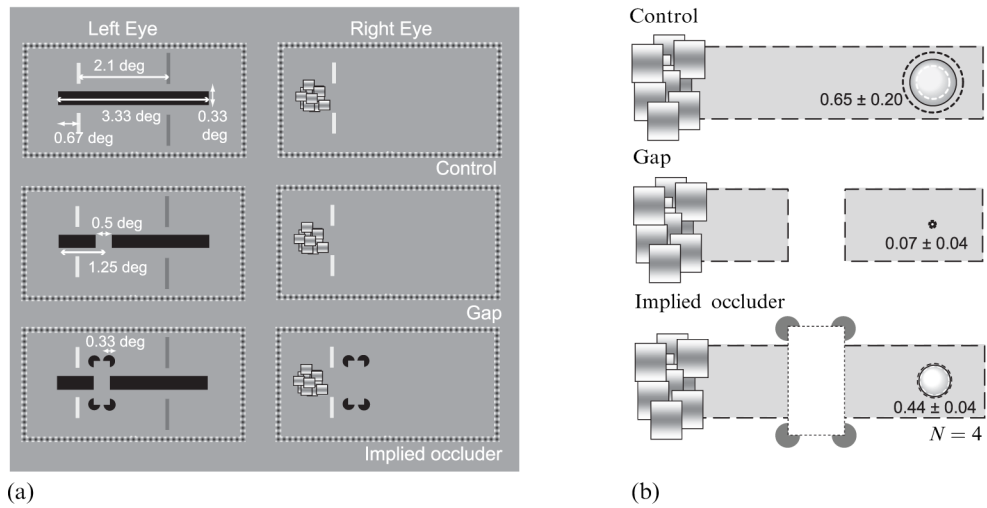 Left Eye
Right Eye
2.1 deg
3.33 deg
0.33
deg
0.67 deg
Control
0.5 deg
1.25 deg
Gap
0.33 deg
Implied occluder
(a)
Control
0.65 ± 0.20
Gap
0.07 ± 0.04
Implied occluder
0.44 ± 0.04
N = 4
(b)